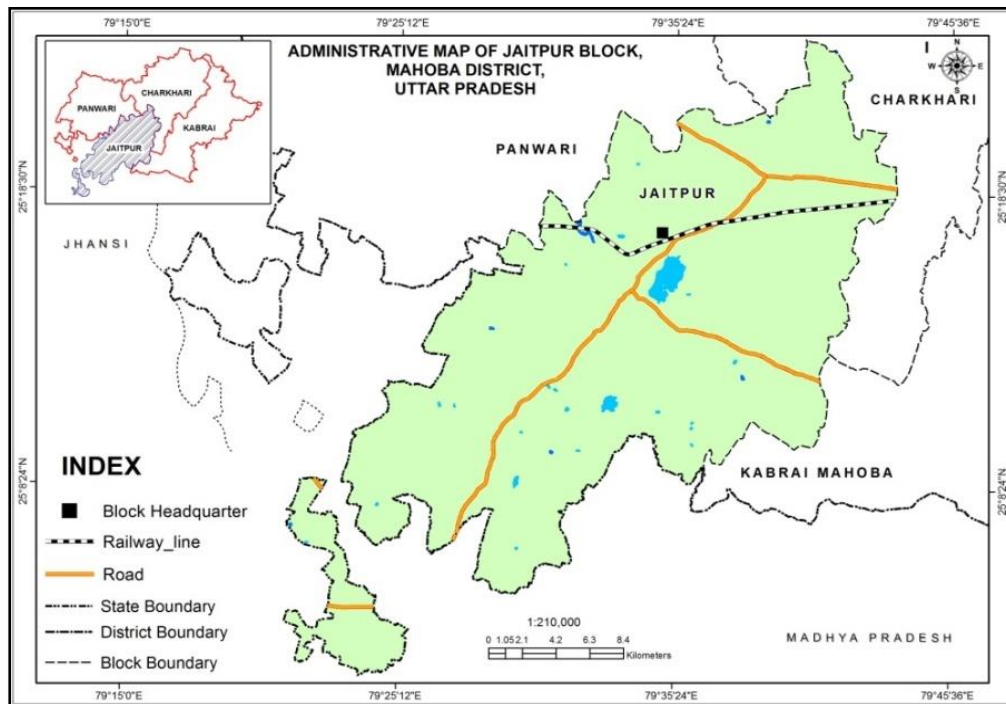 79°15'0"E 79°25'12"E 79°35'24"E 79°45'36"E
ADMINISTRATIVE MAP OF JAITPUR BLOCK,
MAHOBA DISTRICT,
UTTAR PRADESH
N
W E
S
CHARKHARI
PANWARI
KABRAI
JAITPUR
CHARKHARI
PANWARI
JAITPUR
25°18'30"N 25°18'30"N
JHANSI
INDEX
KABRAI MAHOBA
25°8'24"N 25°8'24"N
Block Headquarter
Railway_line
Road
State Boundary
District Boundary
Block Boundary
1:210,000
0 1.05 2.1 4.2 6.3 8.4
Kilometers
MADHYA PRADESH
79°15'0"E 79°25'12"E 79°35'24"E 79°45'36"E